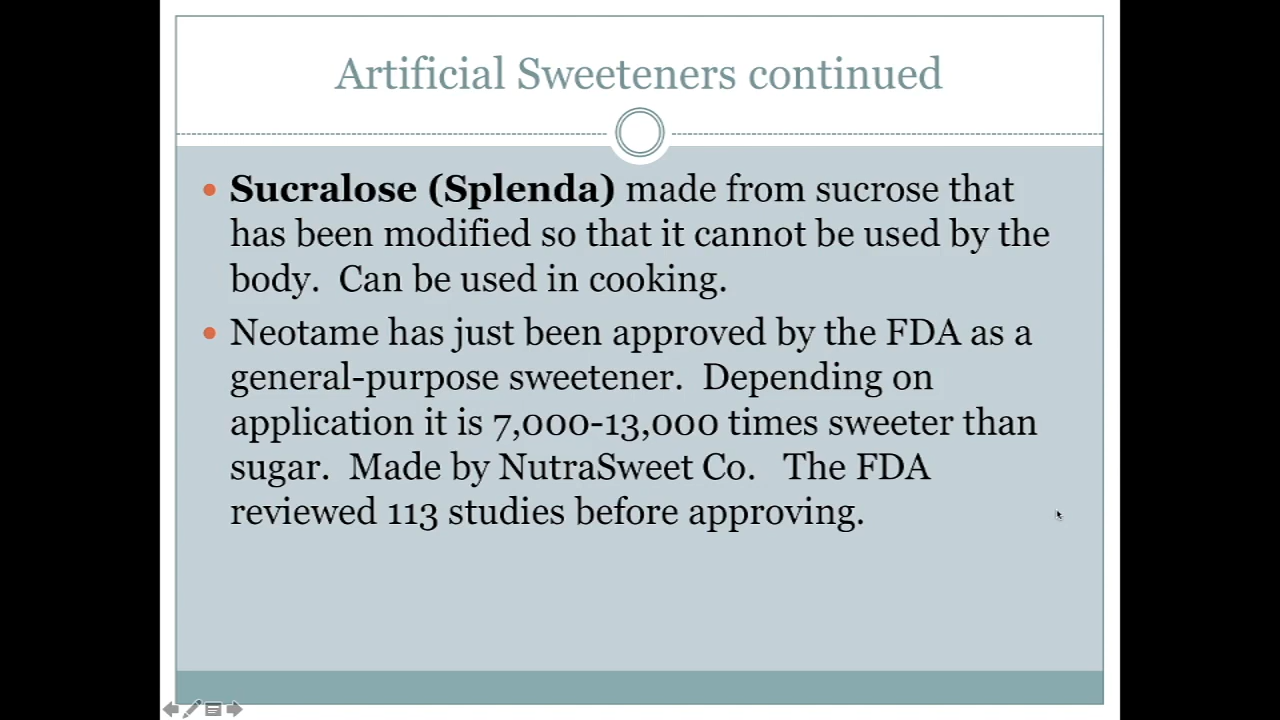 Artificial Sweeteners continued
• Sucralose (Splenda) made from sucrose that
has been modified so that it cannot be used by the
body.  Can be used in cooking.
• Neotame has just been approved by the FDA as a
general-purpose sweetener.  Depending on
application it is 7,000-13,000 times sweeter than
sugar.  Made by NutraSweet Co.   The FDA
reviewed 113 studies before approving.